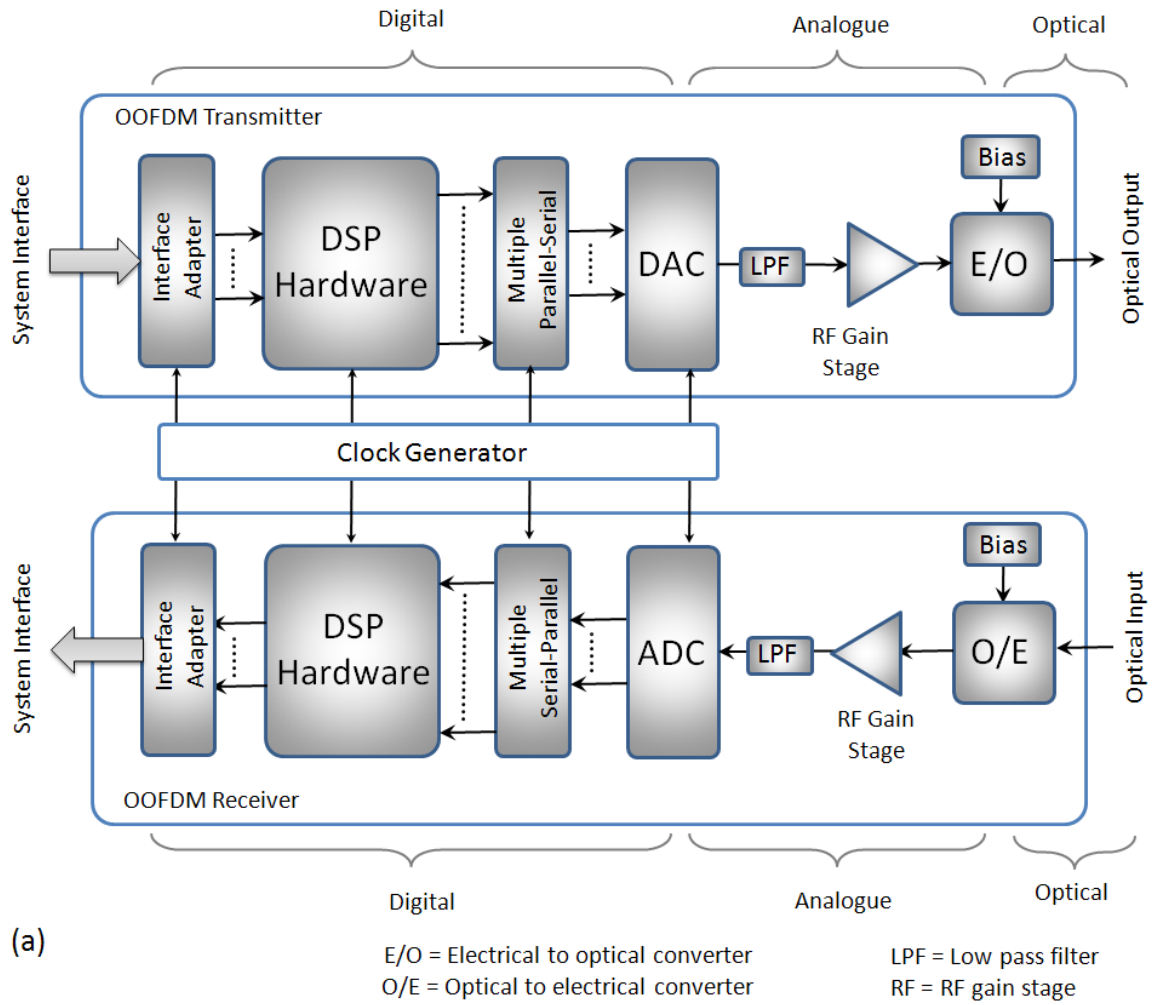 Digital
Analogue
Optical
OOFDM Transmitter
System Interface
Interface
Adapter
DSP
Hardware
Multiple
Parallel-Serial
DAC
LPF
RF Gain
Stage
Bias
E/O
Optical Output
Clock Generator
System Interface
Interface
Adapter
DSP
Hardware
Multiple
Serial-Parallel
ADC
LPF
RF Gain
Stage
Bias
O/E
Optical Input
OOFDM Receiver
Digital
Analogue
Optical
(a)
E/O = Electrical to optical converter
O/E = Optical to electrical converter
LPF = Low pass filter
RF = RF gain stage